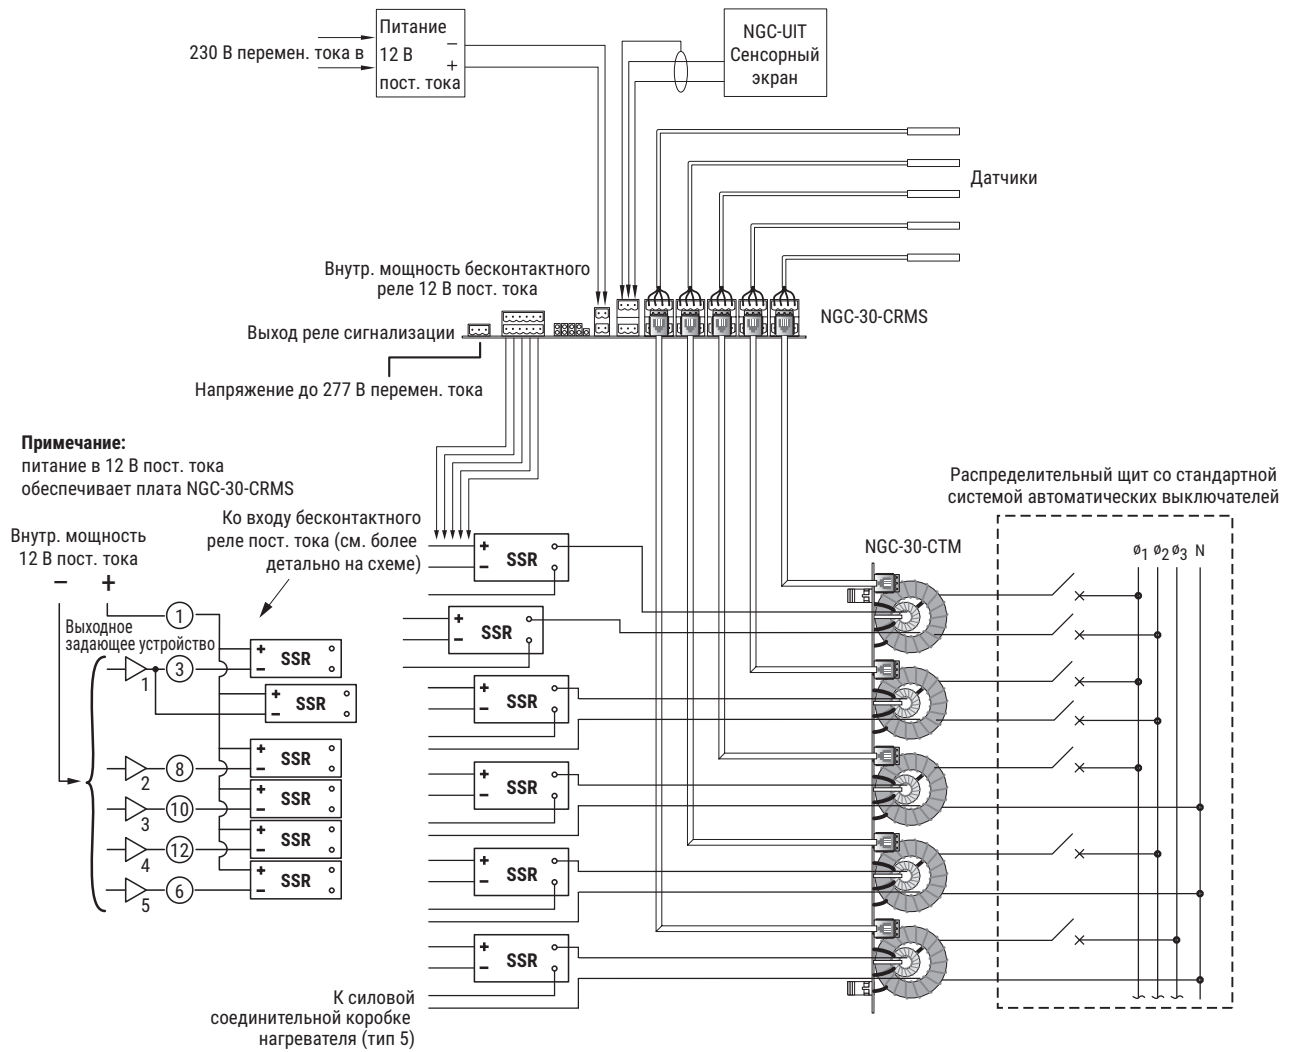 Питание
12 В
пост. тока
−
+
230 В перемен. тока в
NGC-UIT
Сенсорный
экран
Датчики
Внутр. мощность бесконтактного
реле 12 В пост. тока
NGC-30-CRMS
Выход реле сигнализации
Напряжение до 277 В перемен. тока
Примечание:
питание в 12 В пост. тока
обеспечивает плата NGC-30-CRMS
Внутр. мощность
12 В пост. тока
− +
Ко входу бесконтактного
реле пост. тока (см. более
детально на схеме)
Выходное
задающее устройство
1
3
1
8
2
10
3
12
4
6
5
+ − SSR
+ − SSR
+ − SSR
+ − SSR
+ − SSR
+ − SSR
+ − SSR
+ − SSR
+ − SSR
+ − SSR
+ − SSR
+ − SSR
К силовой
соединительной коробке
нагревателя (тип 5)
NGC-30-CTM
Распределительный щит со стандартной
системой автоматических выключателей
ø1 ø2 ø3 N